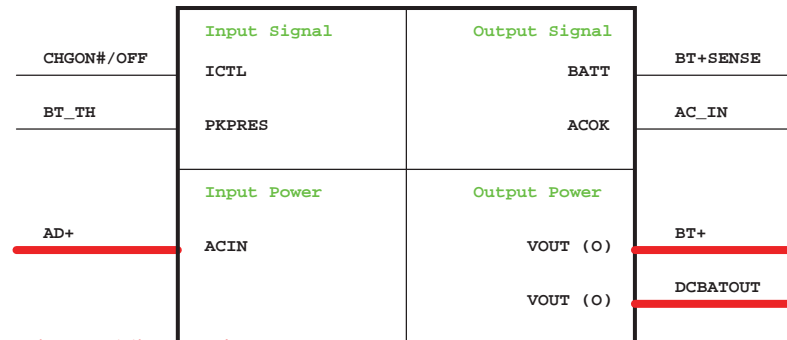 Input Signal Output Signal
CHGON#/OFF ICTL BATT BT+SENSE
BT_TH PKPRES ACOK AC_IN
Input Power Output Power
AD+ ACIN VOUT (O) BT+
VOUT (O) DCBATOUT